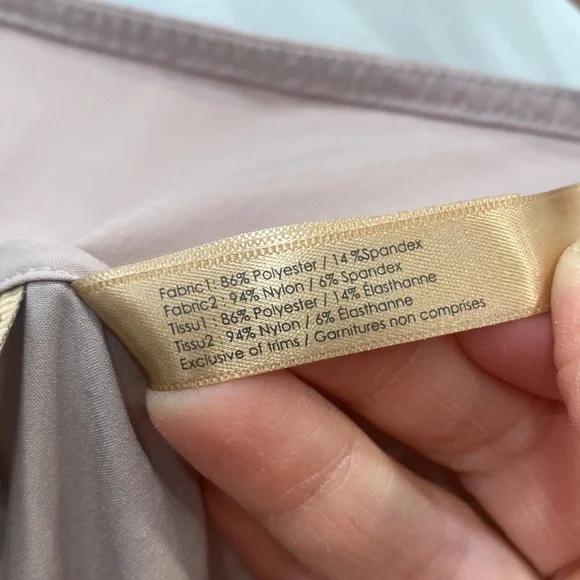 Fabric1: 86% Polyester / 14 %Spandex
Fabric2: 94% Nylon / 6% Spandex
Tissu1 : 86% Polyester / 14% Élasthanne
Tissu2  94% Nylon / 6% Élasthanne
Exclusive of trims / Garnitures non comprises